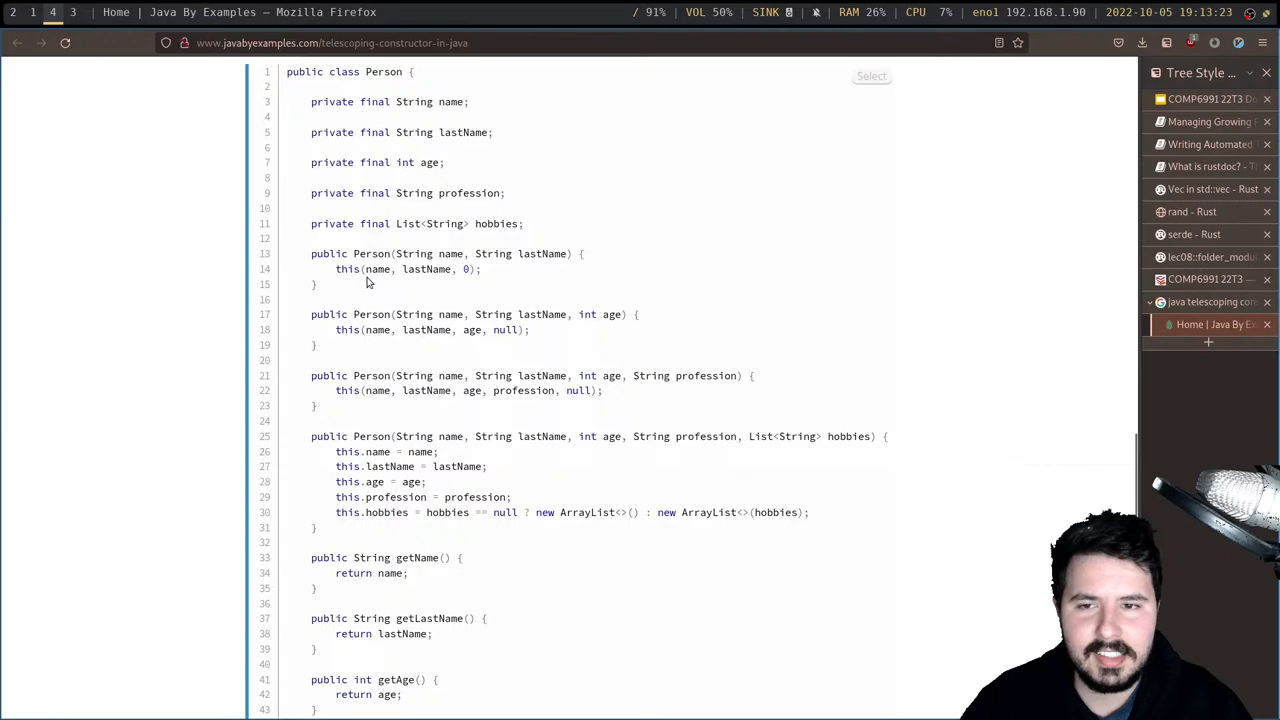 2 1 4 3 Home | Java By Examples — Mozilla Firefox / 91% VOL 50% SINK RAM 26% CPU 7% eno1 192.168.1.90 2022-10-05 19:13:23
www.javabyexamples.com/telescoping-constructor-in-java 1
Tree Style ...
COMP6991 22T3 Do
Managing Growing
Writing Automated
What is rustdoc? - Th
Vec in std::vec - Rust
rand - Rust
serde - Rust
lec08::folder_modu
COMP6991 22T3 —
java telescoping con
Home | Java By Ex
Select
1 public class Person {
2
3 private final String name;
4
5 private final String lastName;
6
7 private final int age;
8
9 private final String profession;
10
11 private final List<String> hobbies;
12
13 public Person(String name, String lastName) {
14 this(name, lastName, 0);
15 }
16
17 public Person(String name, String lastName, int age) {
18 this(name, lastName, age, null);
19 }
20
21 public Person(String name, String lastName, int age, String profession) {
22 this(name, lastName, age, profession, null);
23 }
24
25 public Person(String name, String lastName, int age, String profession, List<String> hobbies) {
26 this.name = name;
27 this.lastName = lastName;
28 this.age = age;
29 this.profession = profession;
30 this.hobbies = hobbies == null ? new ArrayList<>() : new ArrayList<>(hobbies);
31 }
32
33 public String getName() {
34 return name;
35 }
36
37 public String getLastName() {
38 return lastName;
39 }
40
41 public int getAge() {
42 return age;
43 }